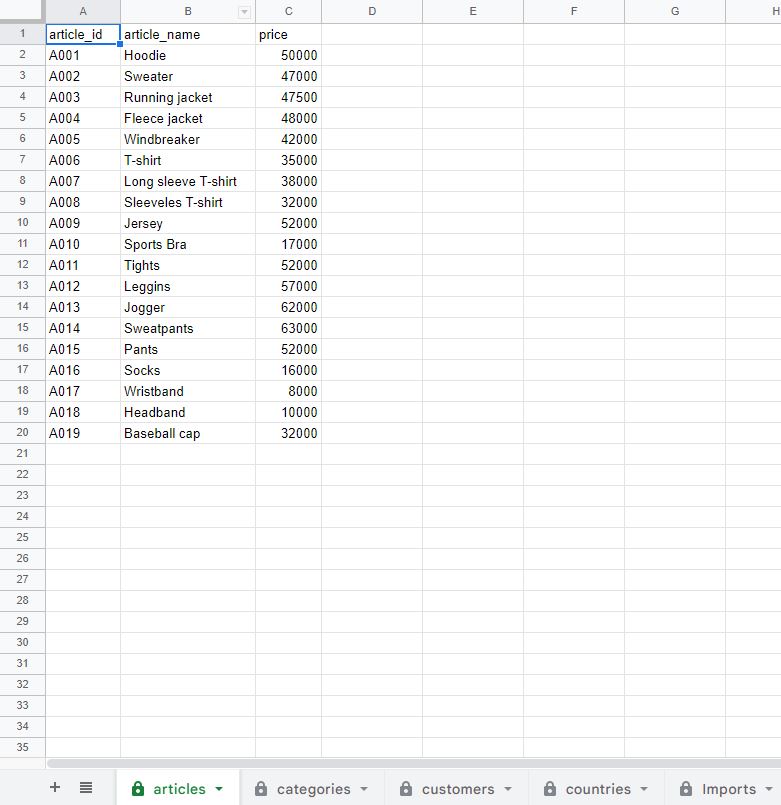 A B C D E F G H
1 article_id article_name price
2 A001 Hoodie 50000
3 A002 Sweater 47000
4 A003 Running jacket 47500
5 A004 Fleece jacket 48000
6 A005 Windbreaker 42000
7 A006 T-shirt 35000
8 A007 Long sleeve T-shirt 38000
9 A008 Sleeveles T-shirt 32000
10 A009 Jersey 52000
11 A010 Sports Bra 17000
12 A011 Tights 52000
13 A012 Leggins 57000
14 A013 Jogger 62000
15 A014 Sweatpants 63000
16 A015 Pants 52000
17 A016 Socks 16000
18 A017 Wristband 8000
19 A018 Headband 10000
20 A019 Baseball cap 32000
21
22
23
24
25
26
27
28
29
30
31
32
33
34
35
+ articles categories customers countries Imports